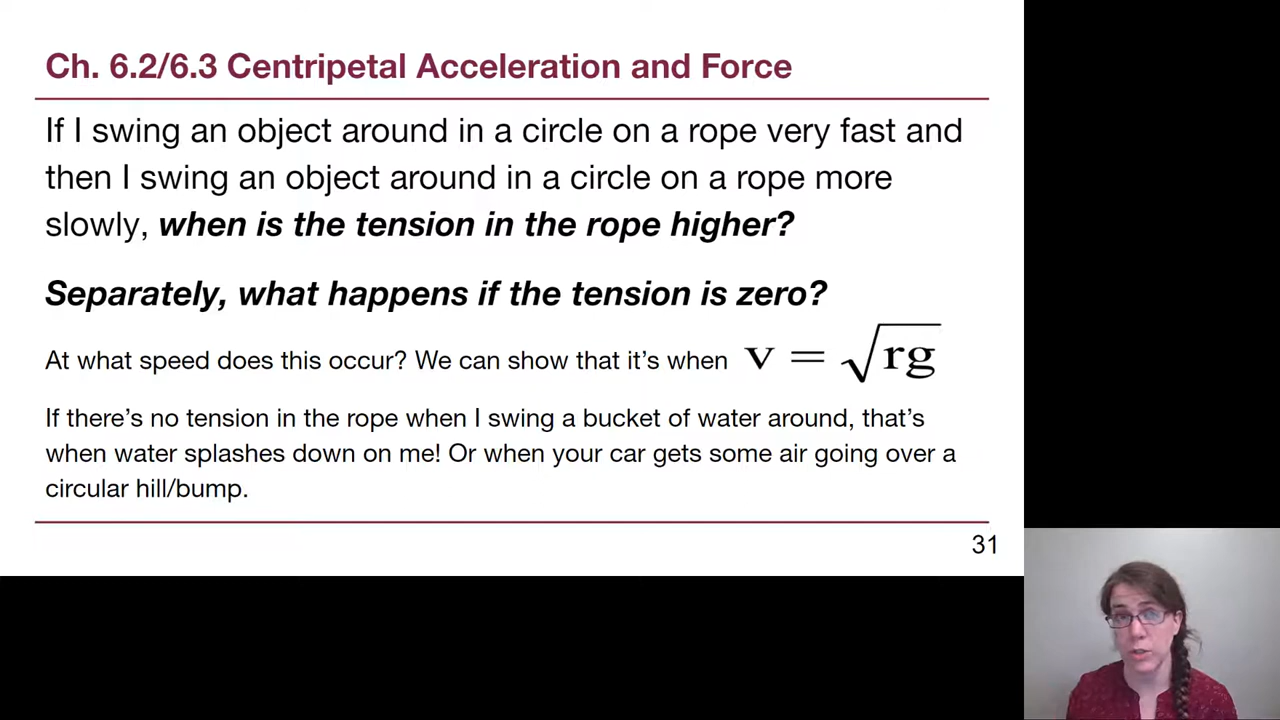 Ch. 6.2/6.3 Centripetal Acceleration and Force
If I swing an object around in a circle on a rope very fast and
then I swing an object around in a circle on a rope more
slowly, when is the tension in the rope higher?
Separately, what happens if the tension is zero?
At what speed does this occur? We can show that it's when v = √rg
If there's no tension in the rope when I swing a bucket of water around, that's
when water splashes down on me! Or when your car gets some air going over a
circular hill/bump.
31